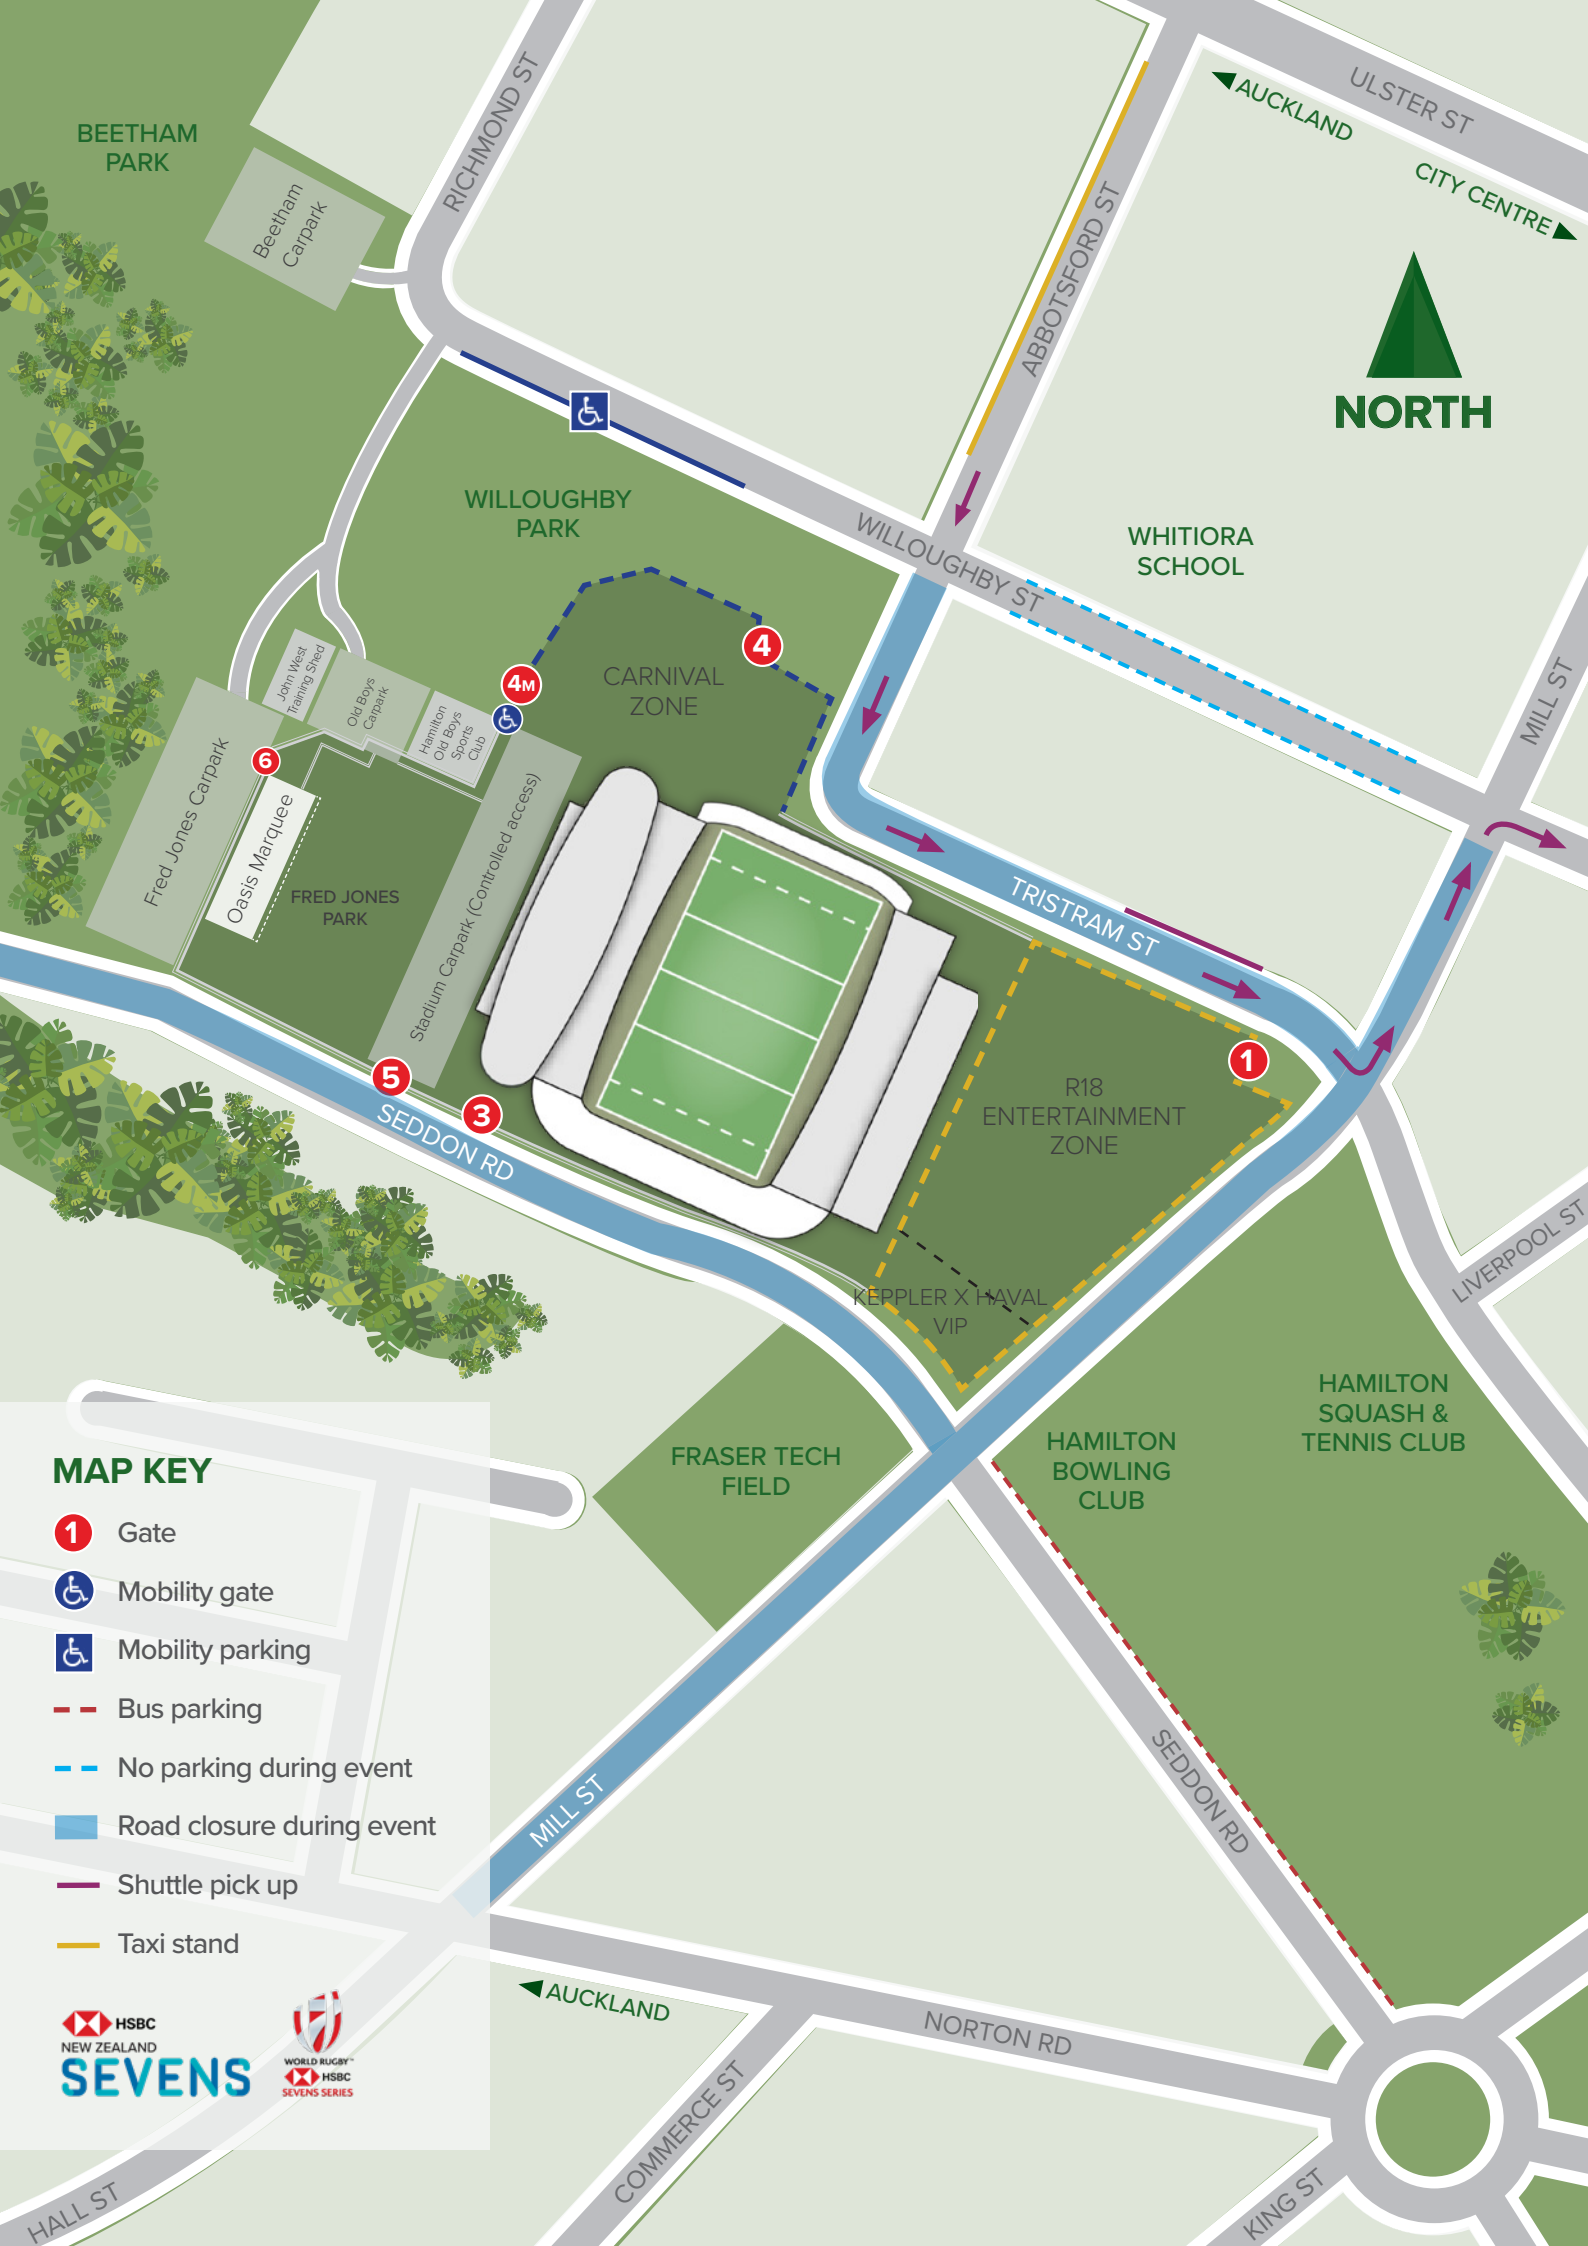 RICHMOND ST
ULSTER ST
AUCKLAND
CITY CENTRE
BEETHAM
PARK
Beetham
Carpark
ABBOTSFORD ST
NORTH
WILLOUGHBY
PARK
WILLOUGHBY ST
WHITIORA
SCHOOL
MILL ST
4
CARNIVAL
ZONE
4M
John West
Training Shed
Old Boys
Carpark
Hamilton
Old Boys
Sports
Club
6
Fred Jones Carpark
Oasis Marquee
FRED JONES
PARK
Stadium Carpark (Controlled access)
TRISTRAM ST
1
5
3
SEDDON RD
R18
ENTERTAINMENT
ZONE
KEPPLER X HAVAL
VIP
LIVERPOOL ST
HAMILTON
SQUASH &
TENNIS CLUB
HAMILTON
BOWLING
CLUB
FRASER TECH
FIELD
MAP KEY
1 Gate
Mobility gate
Mobility parking
Bus parking
No parking during event
Road closure during event
Shuttle pick up
Taxi stand
MILL ST
SEDDON RD
AUCKLAND
NORTON RD
COMMERCE ST
KING ST
HALL ST
HSBC
NEW ZEALAND
SEVENS
WORLD RUGBY™
HSBC
SEVENS SERIES